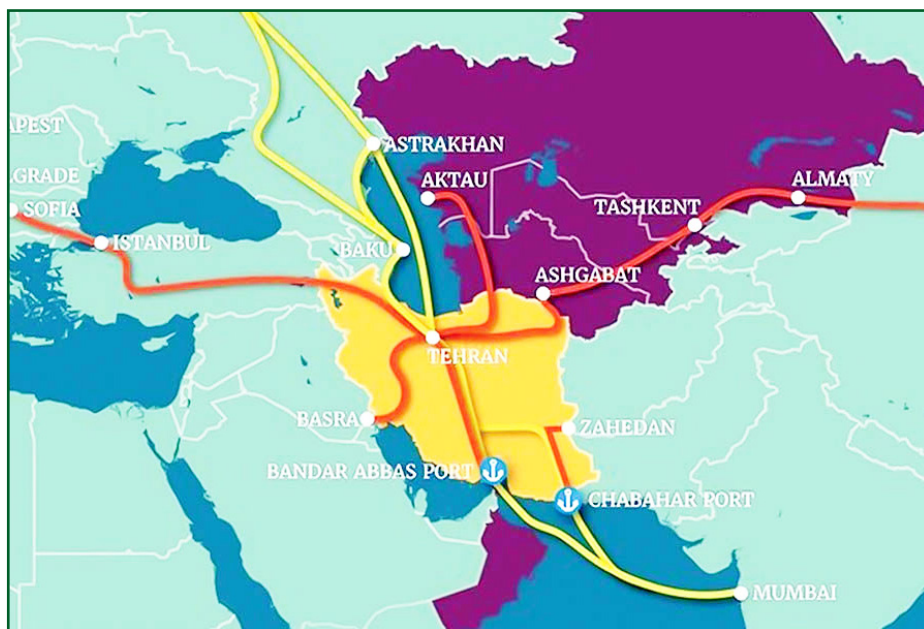 ASTRAKHAN
APEST
AKTAU
ALMATY
GRADE
SOFIA
TASHKENT
ISTANBUL
BAKU
ASHGABAT
TEHRAN
BASRA
ZAHEDAN
BANDAR ABBAS PORT
CHABAHAR PORT
MUMBAI